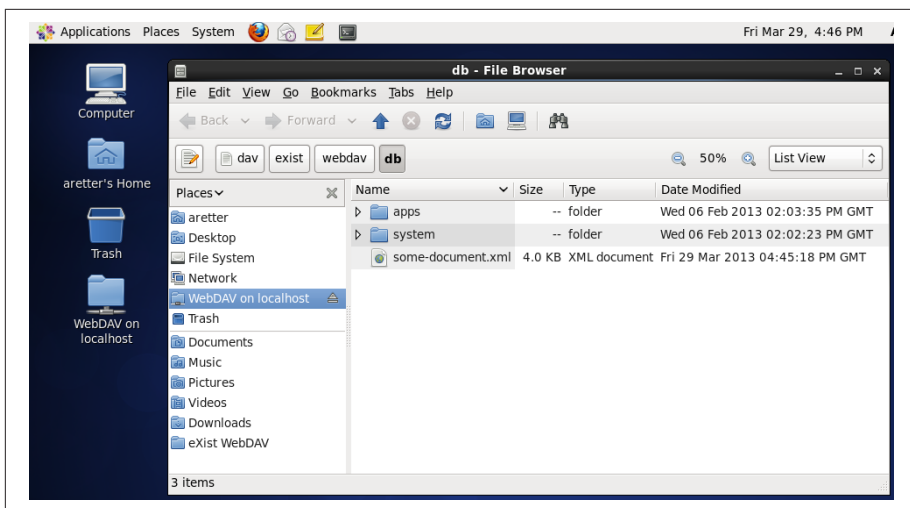 Applications Places System Fri Mar 29, 4:46 PM
db - File Browser
File Edit View Go Bookmarks Tabs Help
Back Forward
dav exist webdav db 50% List View
Places Name Size Type Date Modified
Computer
aretter's Home
Trash
WebDAV on
localhost
aretter
Desktop
File System
Network
WebDAV on localhost
Trash
Documents
Music
Pictures
Videos
Downloads
eXist WebDAV
apps -- folder Wed 06 Feb 2013 02:03:35 PM GMT
system -- folder Wed 06 Feb 2013 02:02:23 PM GMT
some-document.xml 4.0 KB XML document Fri 29 Mar 2013 04:45:18 PM GMT
3 items